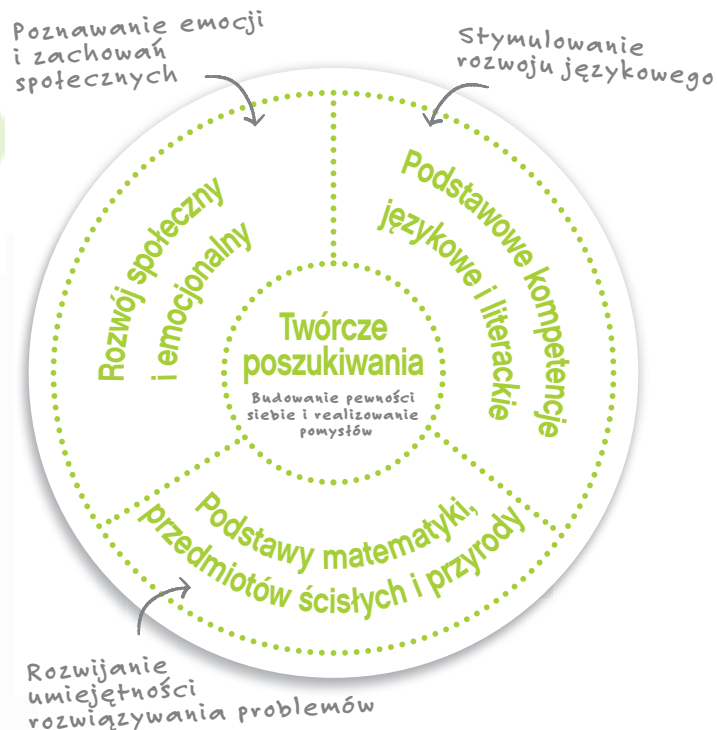 Poznawanie emocji
i zachowań
społecznych
Stymulowanie
rozwoju językowego
Rozwój społeczny
i emocjonalny
Podstawowe kompetencje
językowe i literackie
Twórcze
poszukiwania
Budowanie pewności
siebie i realizowanie
pomysłów
Podstawy matematyki,
przedmiotów ścisłych i przyrody
Rozwijanie
umiejętności
rozwiązywania problemów